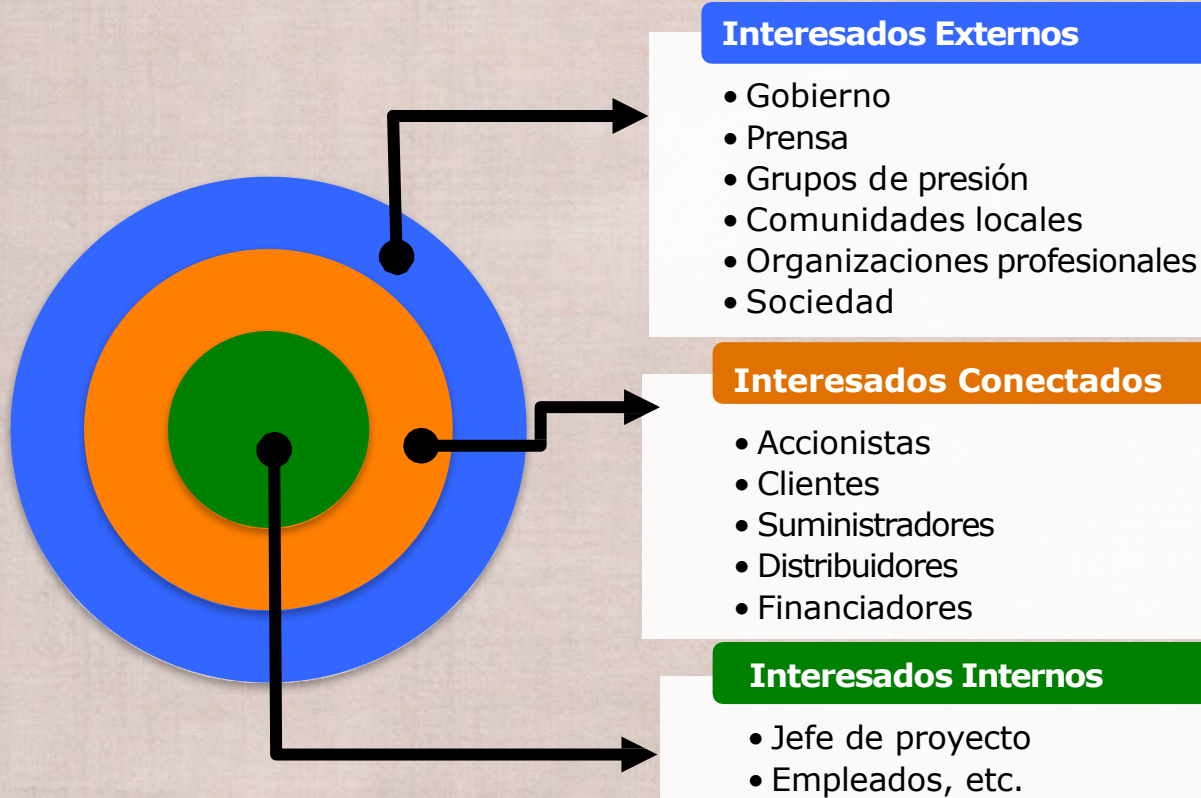 Interesados Externos
• Gobierno
• Prensa
• Grupos de presión
• Comunidades locales
• Organizaciones profesionales
• Sociedad
Interesados Conectados
• Accionistas
• Clientes
• Suministradores
• Distribuidores
• Financiadores
Interesados Internos
• Jefe de proyecto
• Empleados, etc.